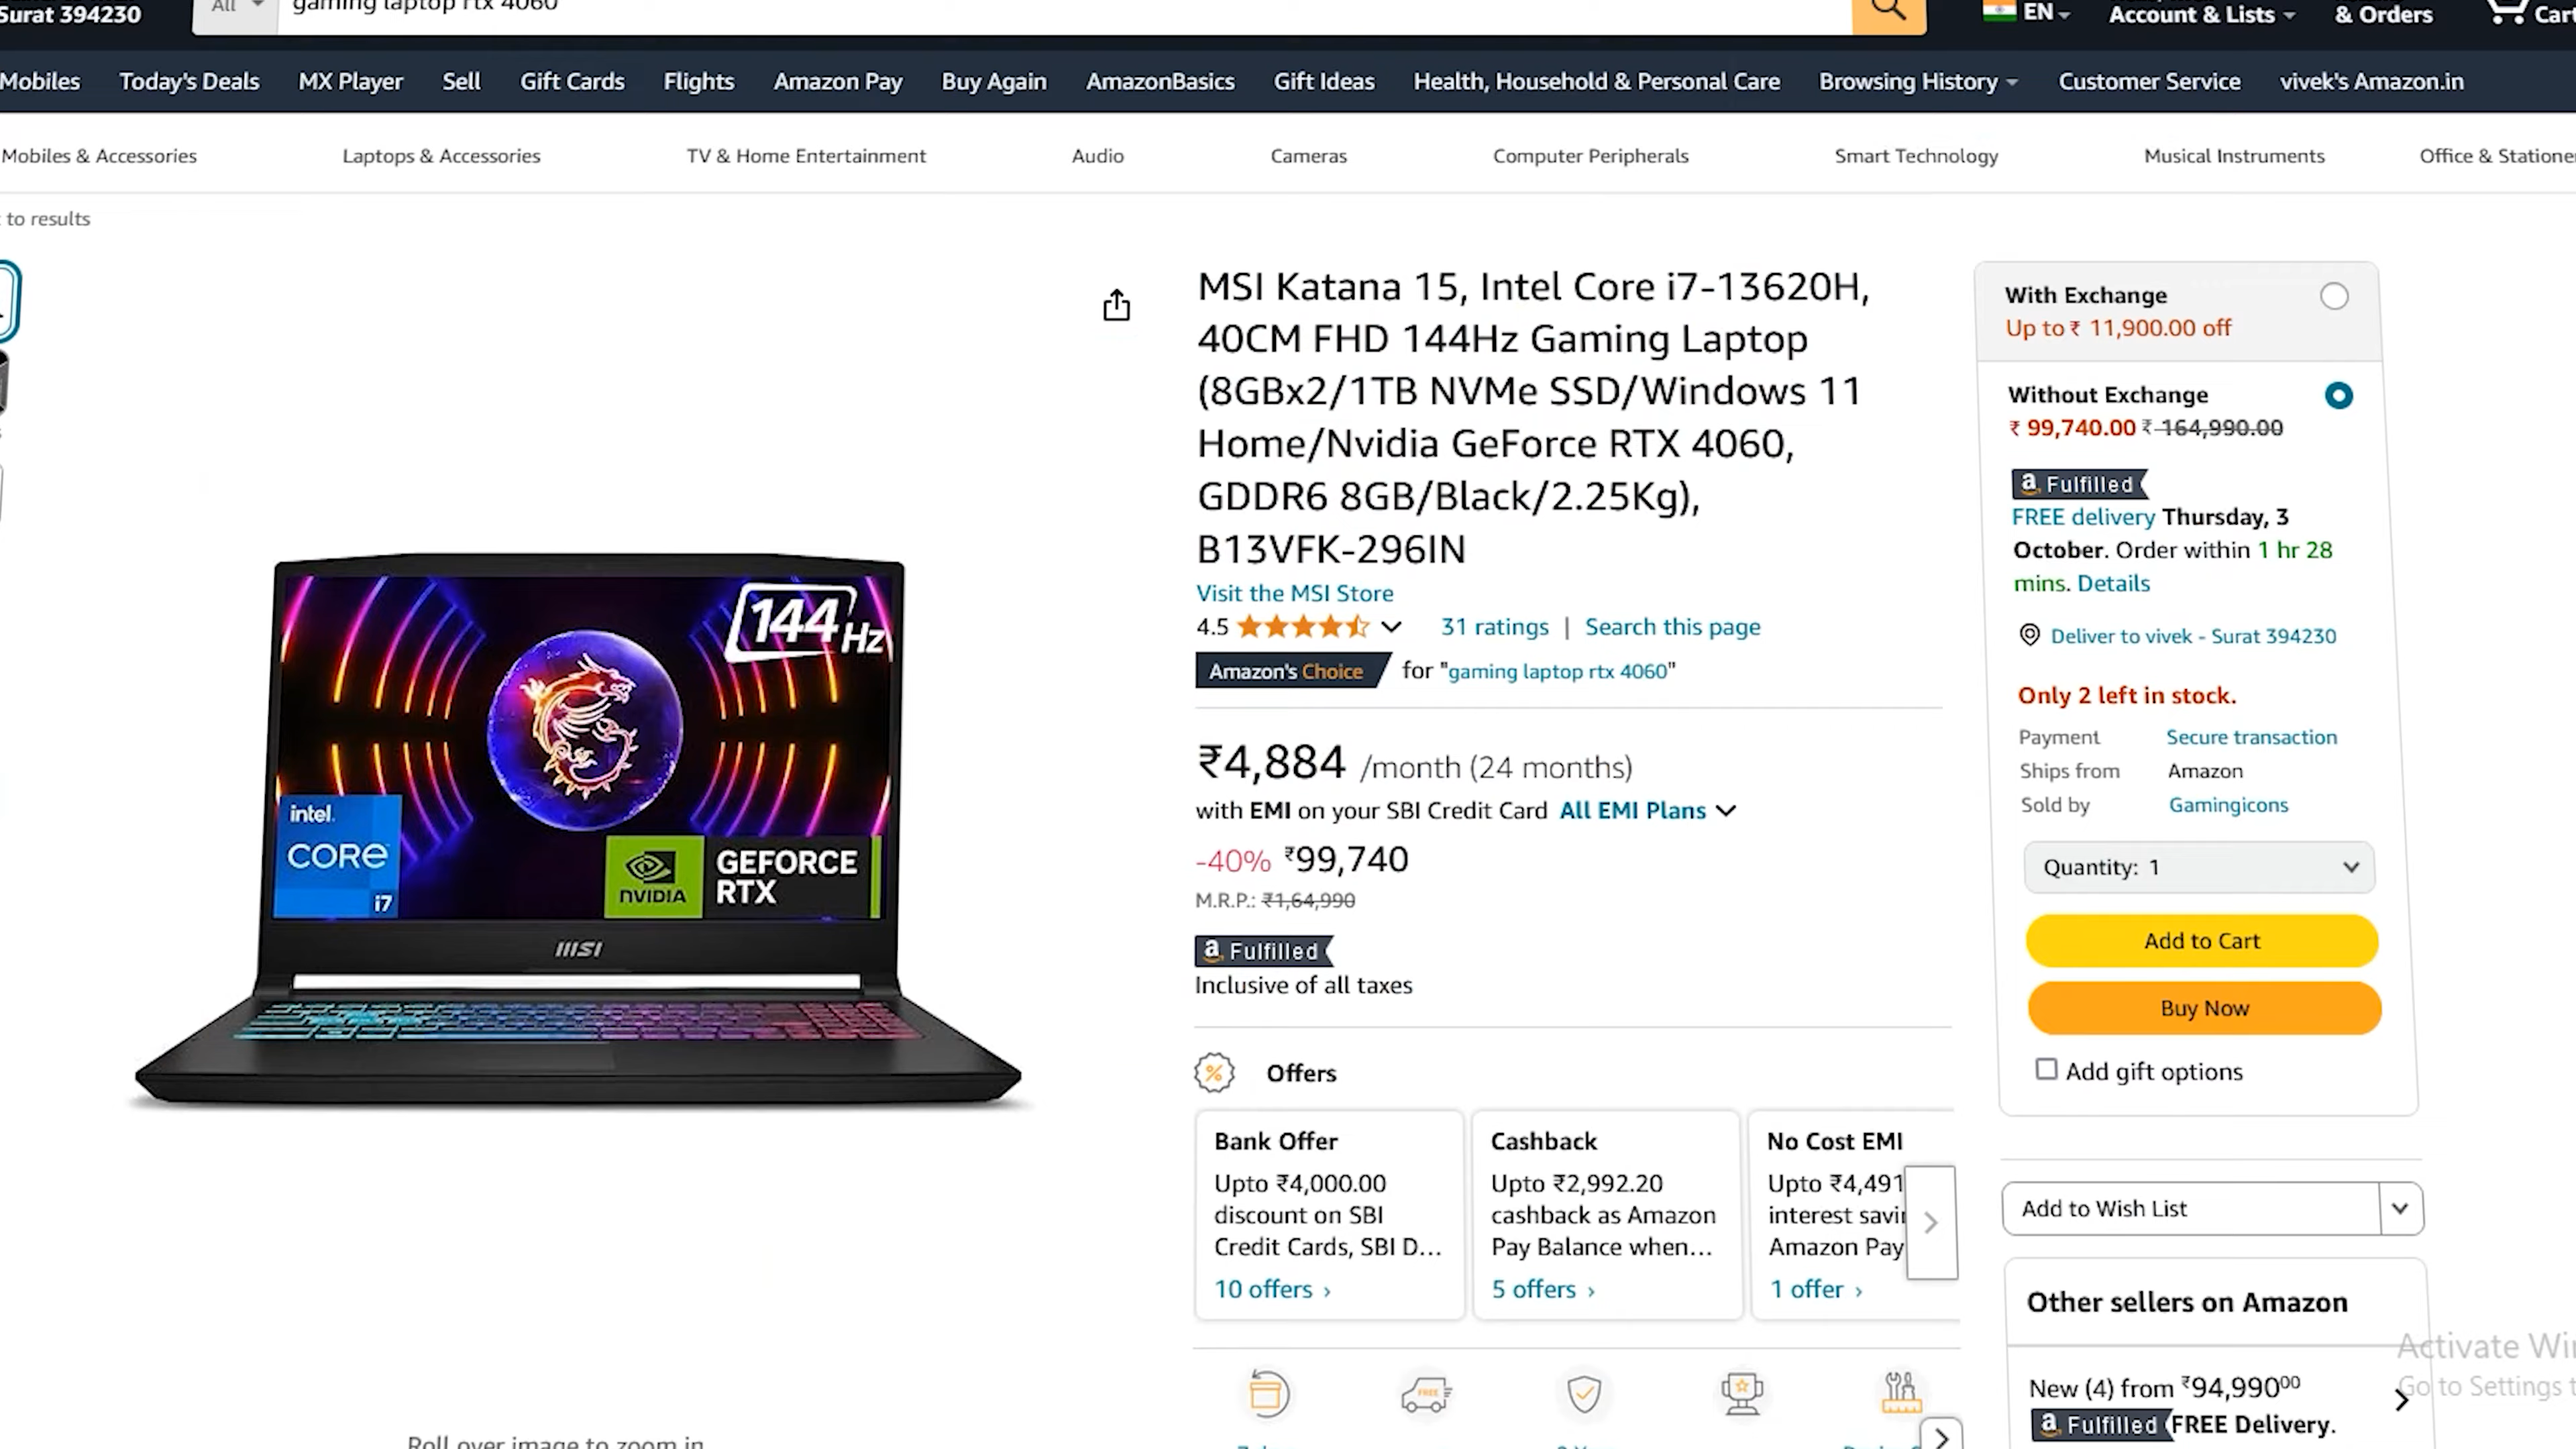 Surat 394230
All
gaming laptop rtx 4060
EN
Account & Lists
& Orders
Cart
Mobiles
Today's Deals
MX Player
Sell
Gift Cards
Flights
Amazon Pay
Buy Again
AmazonBasics
Gift Ideas
Health, Household & Personal Care
Browsing History
Customer Service
vivek's Amazon.in
Mobiles & Accessories
Laptops & Accessories
TV & Home Entertainment
Audio
Cameras
Computer Peripherals
Smart Technology
Musical Instruments
Office & Statione
to results
144Hz
intel.
CORE
i7
NVIDIA
GEFORCE
RTX
msi
Roll over image to zoom in
MSI Katana 15, Intel Core i7-13620H,
40CM FHD 144Hz Gaming Laptop
(8GBx2/1TB NVMe SSD/Windows 11
Home/Nvidia GeForce RTX 4060,
GDDR6 8GB/Black/2.25Kg),
B13VFK-296IN
Visit the MSI Store
4.5
31 ratings | Search this page
Amazon's Choice for "gaming laptop rtx 4060"
₹4,884 /month (24 months)
with EMI on your SBI Credit Card All EMI Plans
-40% ₹99,740
M.R.P.: ₹1,64,990
a Fulfilled
Inclusive of all taxes
% Offers
Bank Offer
Upto ₹4,000.00
discount on SBI
Credit Cards, SBI D...
10 offers ›
Cashback
Upto ₹2,992.20
cashback as Amazon
Pay Balance when...
5 offers ›
No Cost EMI
Upto ₹4,491
interest savi
Amazon Pay
1 offer ›
FREE
With Exchange
Up to ₹ 11,900.00 off
Without Exchange
₹ 99,740.00 ₹ 164,990.00
a Fulfilled
FREE delivery Thursday, 3
October. Order within 1 hr 28
mins. Details
Deliver to vivek - Surat 394230
Only 2 left in stock.
Payment Secure transaction
Ships from Amazon
Sold by Gamingicons
Quantity: 1
Add to Cart
Buy Now
Add gift options
Add to Wish List
Other sellers on Amazon
New (4) from ₹94,990⁰⁰
a Fulfilled FREE Delivery.
Activate Wi
Go to Settings t